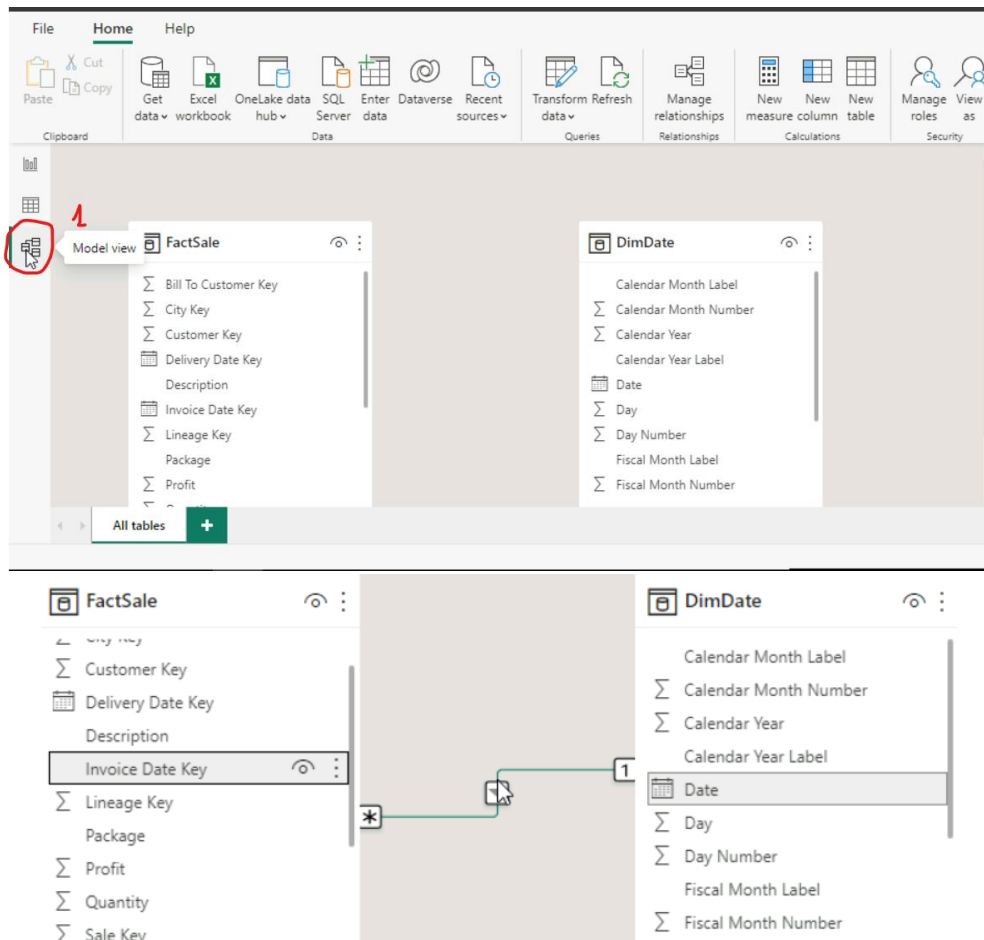 File Home Help
Cut
Copy
Paste
Get data
Excel workbook
OneLake data hub
SQL Server
Enter data
Dataverse
Recent sources
Transform data
Refresh
Manage relationships
New measure
New column
New table
Manage roles
View as
Clipboard
Data
Queries
Relationships
Calculations
Security
1
Model view
FactSale
Bill To Customer Key
City Key
Customer Key
Delivery Date Key
Description
Invoice Date Key
Lineage Key
Package
Profit
DimDate
Calendar Month Label
Calendar Month Number
Calendar Year
Calendar Year Label
Date
Day
Day Number
Fiscal Month Label
Fiscal Month Number
All tables +
FactSale
City Key
Customer Key
Delivery Date Key
Description
Invoice Date Key
Lineage Key
Package
Profit
Quantity
Sale Key
*
1
DimDate
Calendar Month Label
Calendar Month Number
Calendar Year
Calendar Year Label
Date
Day
Day Number
Fiscal Month Label
Fiscal Month Number